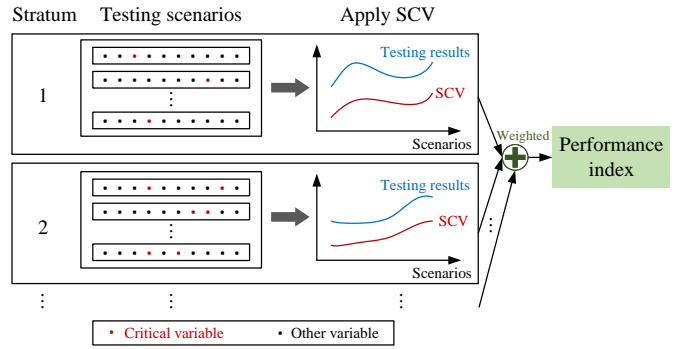 Stratum Testing scenarios Apply SCV
1
⋮
Testing results
SCV
Scenarios
Weighted
Performance
index
2
⋮
Testing results
SCV
Scenarios
⋮
⋮ ⋮ ⋮
Critical variable Other variable